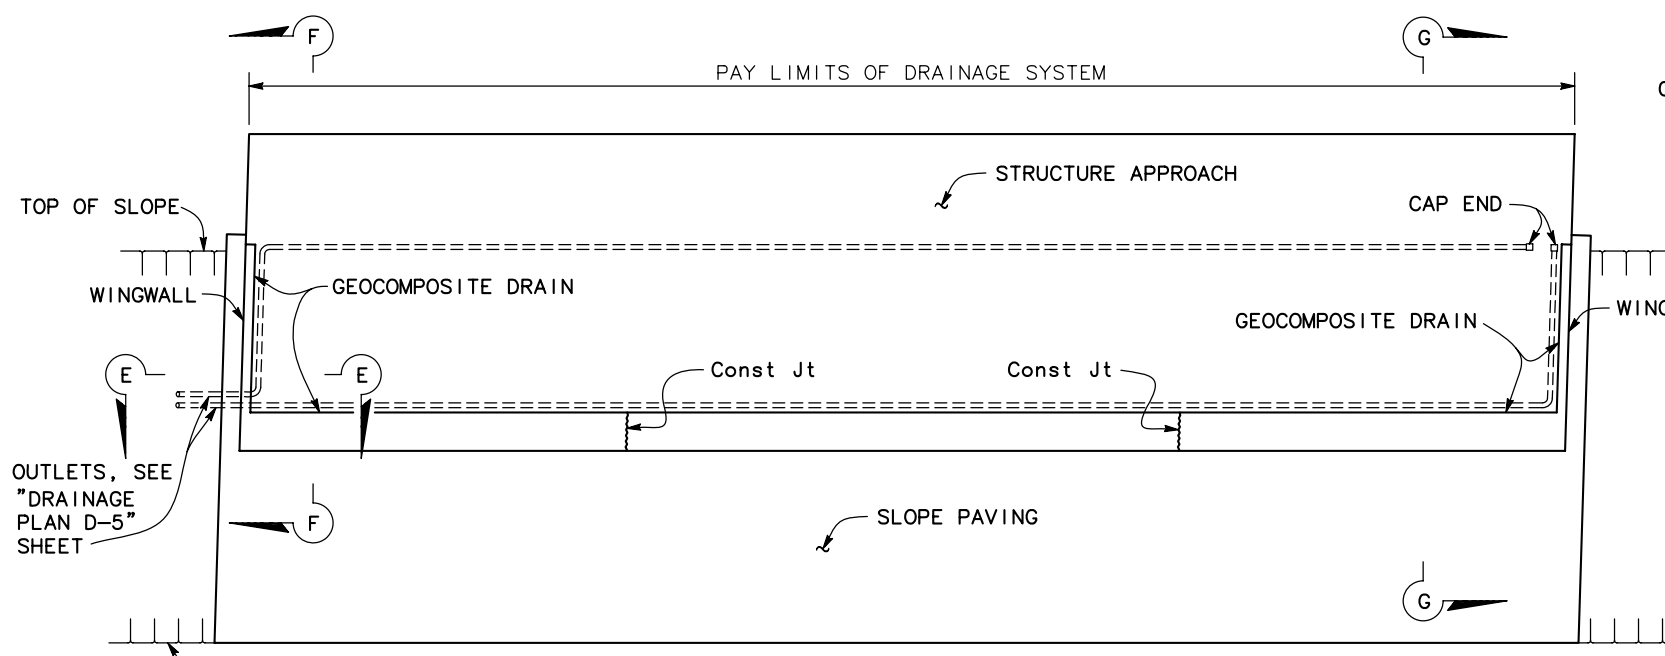 F
G
PAY LIMITS OF DRAINAGE SYSTEM
STRUCTURE APPROACH
TOP OF SLOPE
CAP END
WINGWALL
GEOCOMPOSITE DRAIN
GEOCOMPOSITE DRAIN
E
E
Const Jt
Const Jt
OUTLETS, SEE
"DRAINAGE
PLAN D-5"
SHEET
F
SLOPE PAVING
G